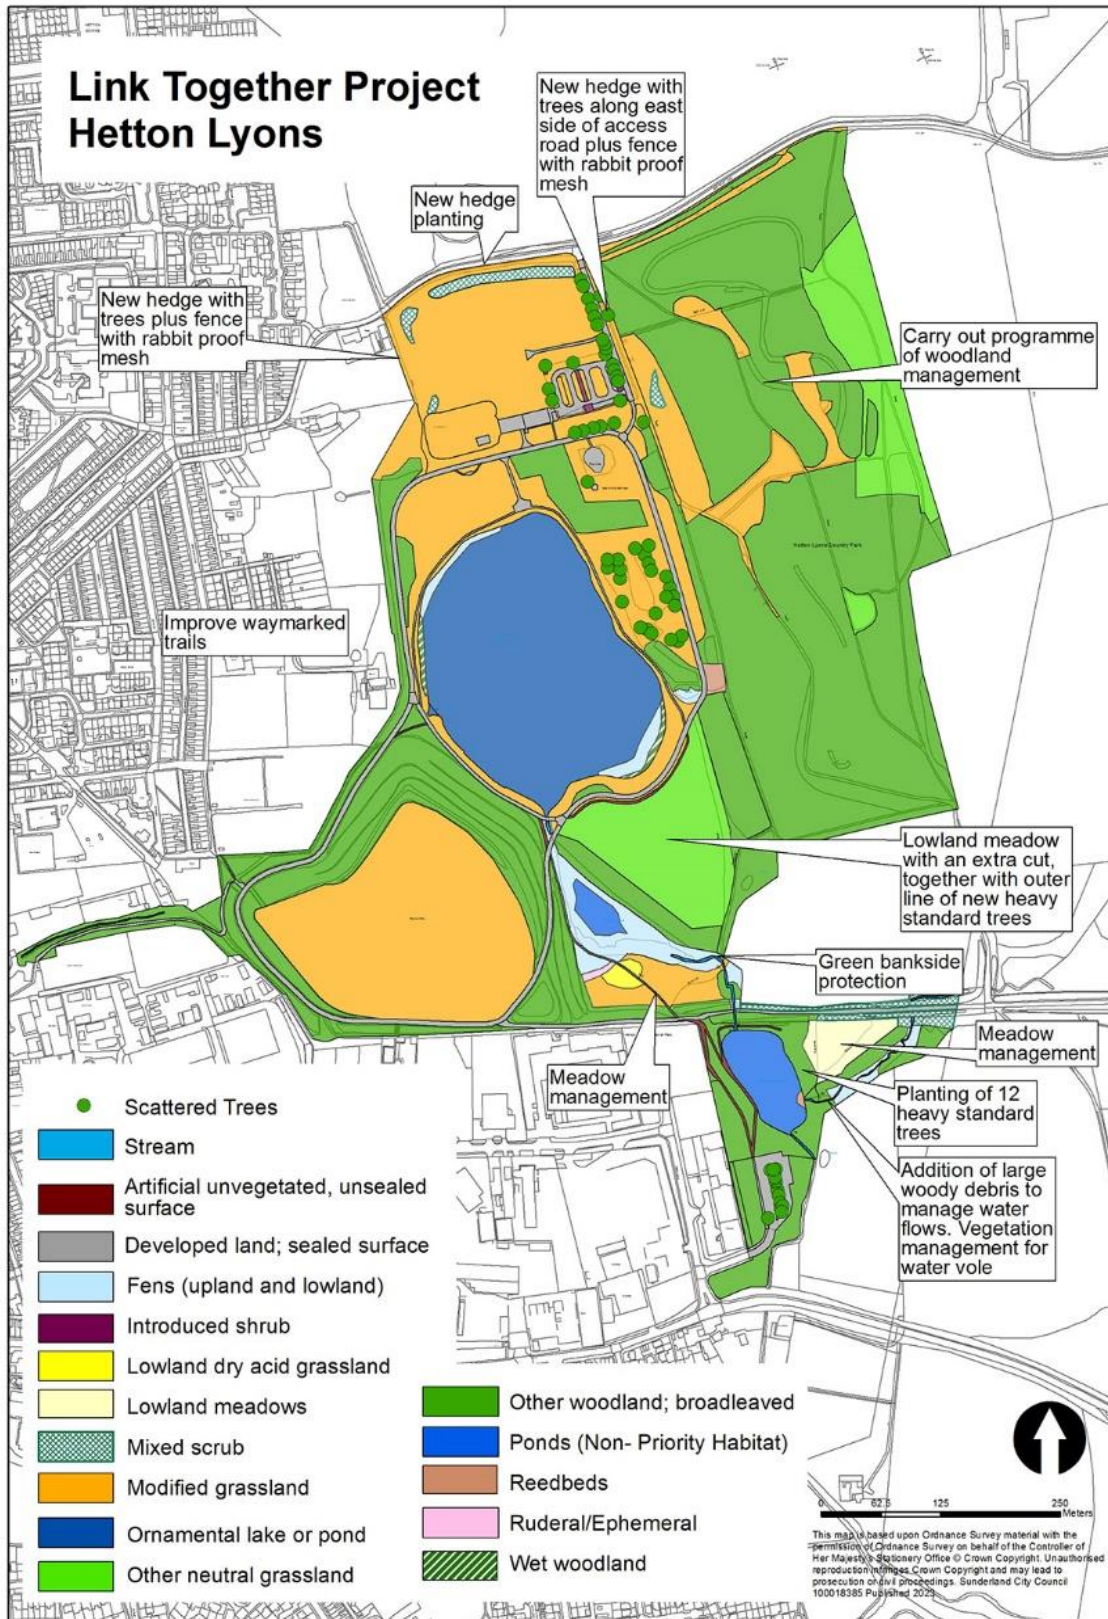 Link Together Project
Hetton Lyons
New hedge with
trees along east
side of access
road plus fence
with rabbit proof
mesh
New hedge
planting
New hedge with
trees plus fence
with rabbit proof
mesh
Carry out programme
of woodland
management
Hetton Lyons Country Park
Improve waymarked
trails
Lowland meadow
with an extra cut,
together with outer
line of new heavy
standard trees
Green bankside
protection
Meadow
management
Meadow
management
Planting of 12
heavy standard
trees
Addition of large
woody debris to
manage water
flows. Vegetation
management for
water vole
Scattered Trees
Stream
Artificial unvegetated, unsealed
surface
Developed land; sealed surface
Fens (upland and lowland)
Introduced shrub
Lowland dry acid grassland
Lowland meadows
Mixed scrub
Modified grassland
Ornamental lake or pond
Other neutral grassland
Other woodland; broadleaved
Ponds (Non- Priority Habitat)
Reedbeds
Ruderal/Ephemeral
Wet woodland
0 62.5 125 250
Meters
This map is based upon Ordnance Survey material with the
permission of Ordnance Survey on behalf of the Controller of
Her Majesty's Stationery Office © Crown Copyright. Unauthorised
reproduction infringes Crown Copyright and may lead to
prosecution or civil proceedings. Sunderland City Council
100018385 Published 2023